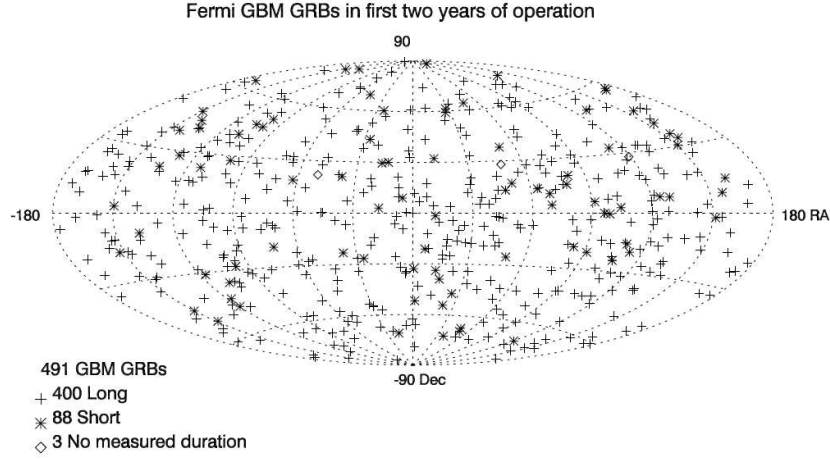 Fermi GBM GRBs in first two years of operation
90
-180
180 RA
-90 Dec
491 GBM GRBs
400 Long
88 Short
3 No measured duration